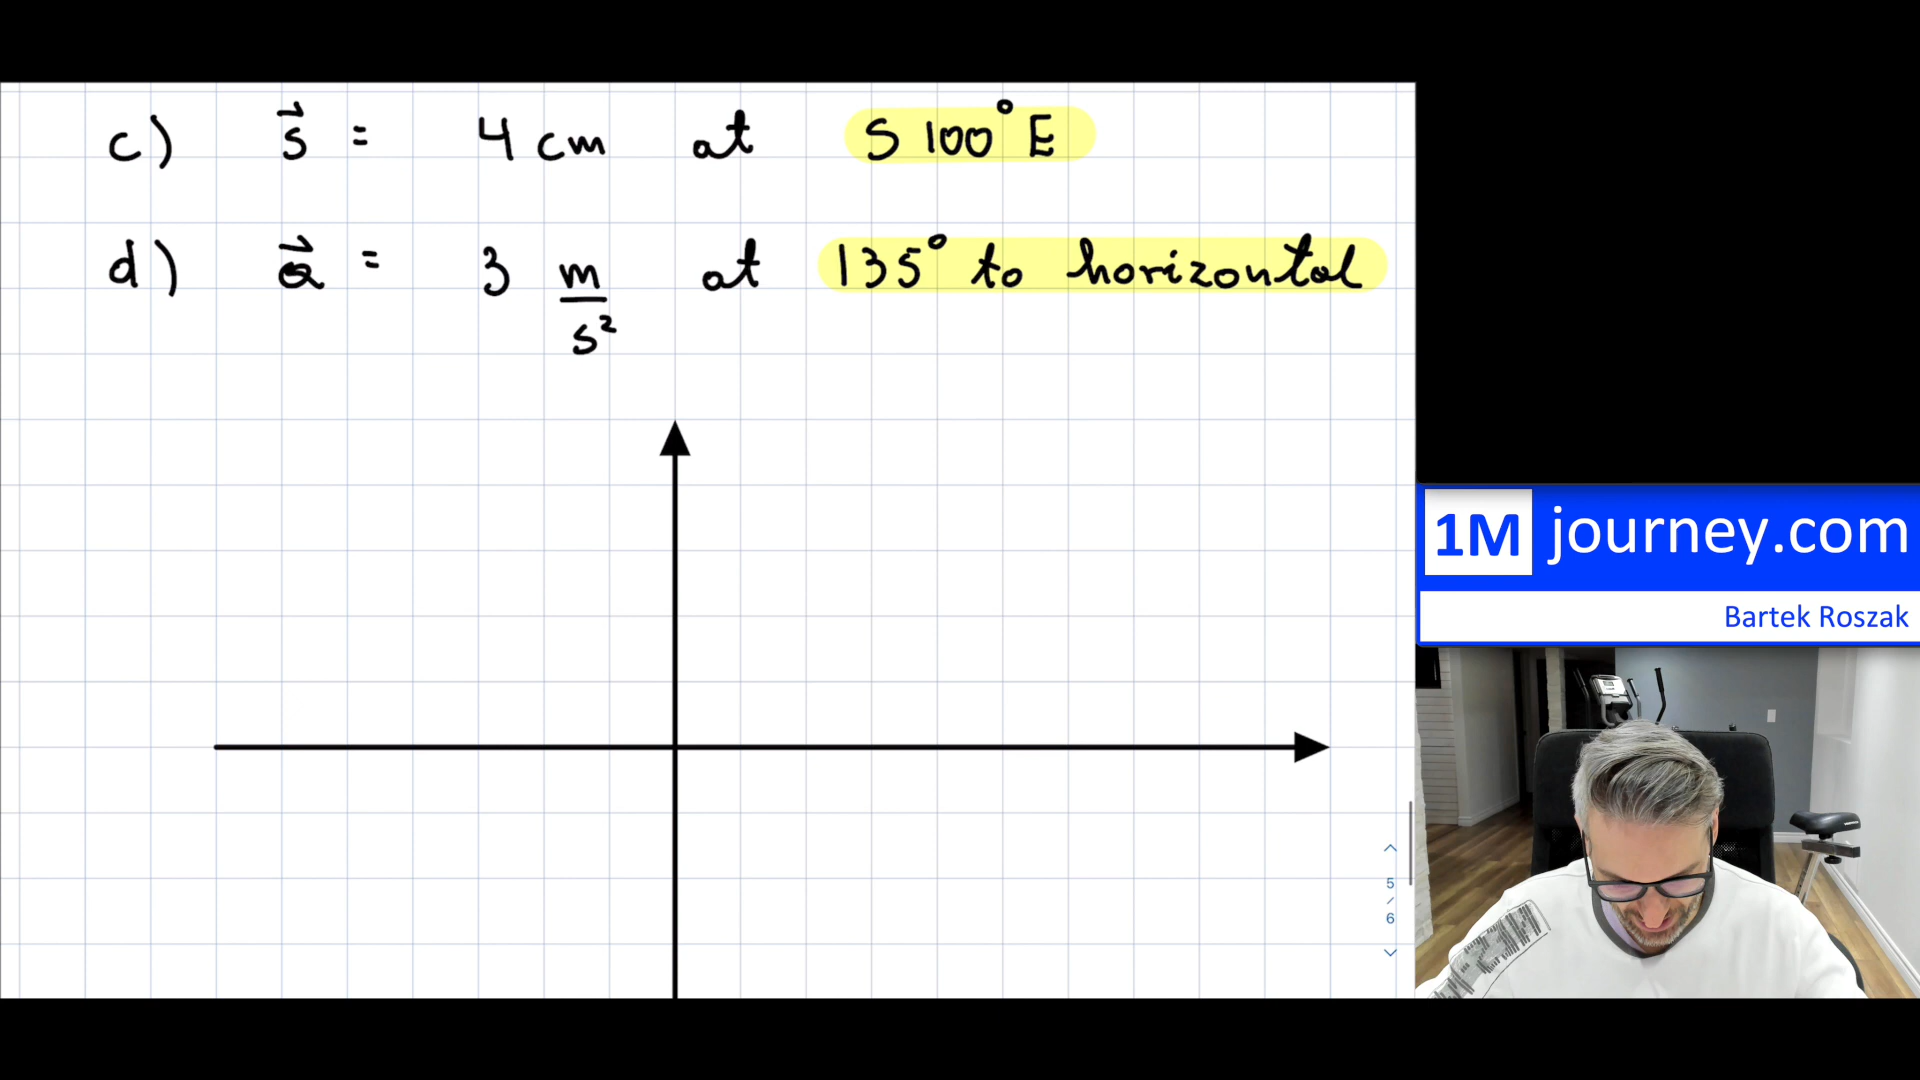 c) s⃗ = 4 cm at S 100° E
d) a⃗ = 3 m/s² at 135° to horizontal
1M journey.com
Bartek Roszak
5
/
6